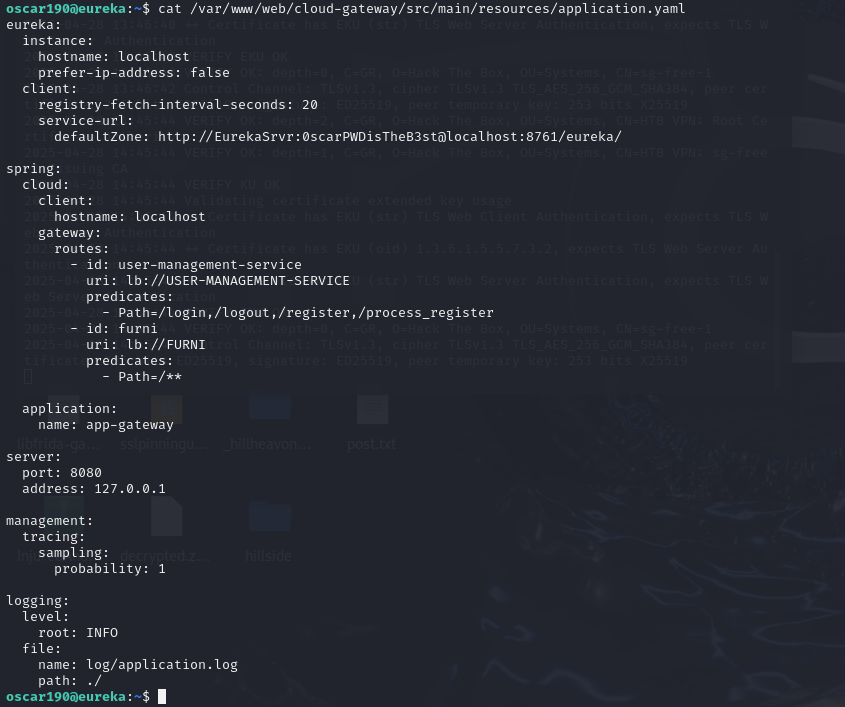 oscar190@eureka:~$ cat /var/www/web/cloud-gateway/src/main/resources/application.yaml
eureka:
  instance:
    hostname: localhost
    prefer-ip-address: false
  client:
    registry-fetch-interval-seconds: 20
    service-url:
      defaultZone: http://EurekaSrvr:0scarPWDisTheB3st@localhost:8761/eureka/

spring:
  cloud:
    client:
      hostname: localhost
    gateway:
      routes:
        - id: user-management-service
          uri: lb://USER-MANAGEMENT-SERVICE
          predicates:
            - Path=/login,/logout,/register,/process_register
        - id: furni
          uri: lb://FURNI
          predicates:
            - Path=/**

  application:
    name: app-gateway

server:
  port: 8080
  address: 127.0.0.1

management:
  tracing:
    sampling:
      probability: 1

logging:
  level:
    root: INFO
  file:
    name: log/application.log
    path: ./
oscar190@eureka:~$